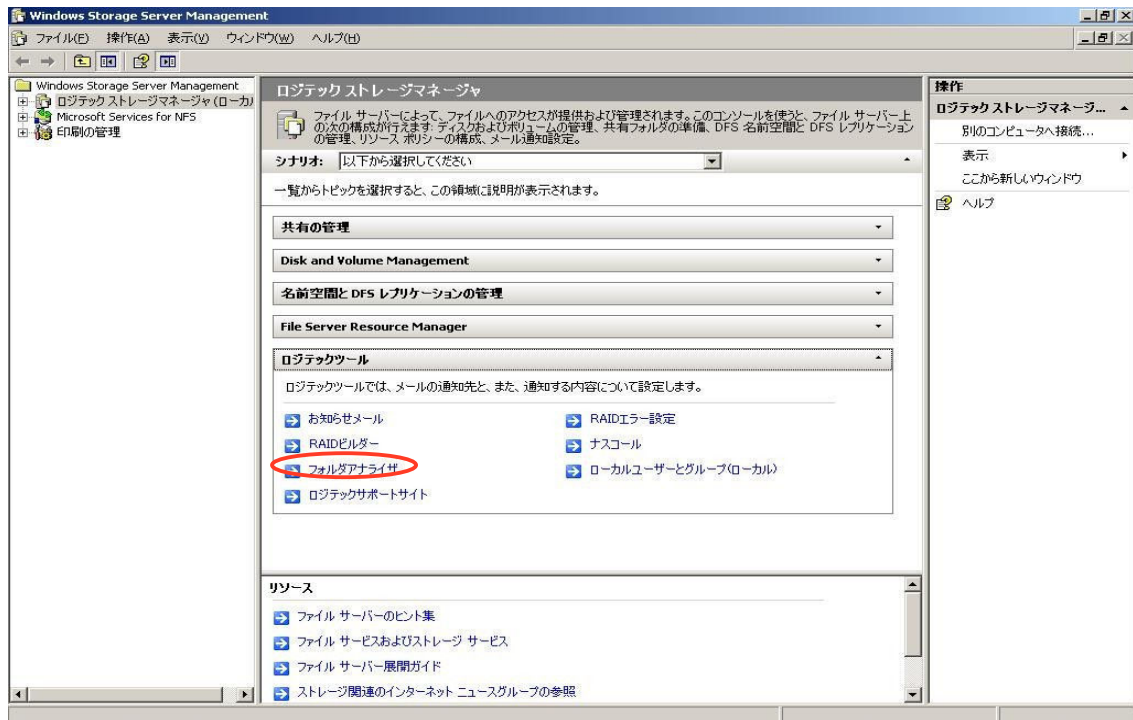 Windows Storage Server Management
ファイル(F) 操作(A) 表示(V) ウィンドウ(W) ヘルプ(H)
Windows Storage Server Management
ロジテック ストレージマネージャ (ローカ
Microsoft Services for NFS
印刷の管理
ロジテック ストレージマネージャ
ファイル サーバーによって、ファイルへのアクセスが提供および管理されます。このコンソールを使うと、ファイル サーバー上
の次の構成が行えます: ディスクおよびボリュームの管理、共有フォルダの準備、DFS 名前空間と DFS レプリケーション
の管理、リソース ポリシーの構成、メール通知設定。
シナリオ: 以下から選択してください
一覧からトピックを選択すると、この領域に説明が表示されます。
共有の管理
Disk and Volume Management
名前空間と DFS レプリケーションの管理
File Server Resource Manager
ロジテックツール
ロジテックツールでは、メールの通知先と、また、通知する内容について設定します。
お知らせメール
RAIDエラー設定
RAIDビルダー
ナスコール
フォルダアナライザ
ローカルユーザーとグループ(ローカル)
ロジテックサポートサイト
リソース
ファイル サーバーのヒント集
ファイル サービスおよびストレージ サービス
ファイル サーバー展開ガイド
ストレージ関連のインターネット ニュースグループの参照
操作
ロジテック ストレージマネージ...
別のコンピュータへ接続...
表示
ここから新しいウィンドウ
ヘルプ